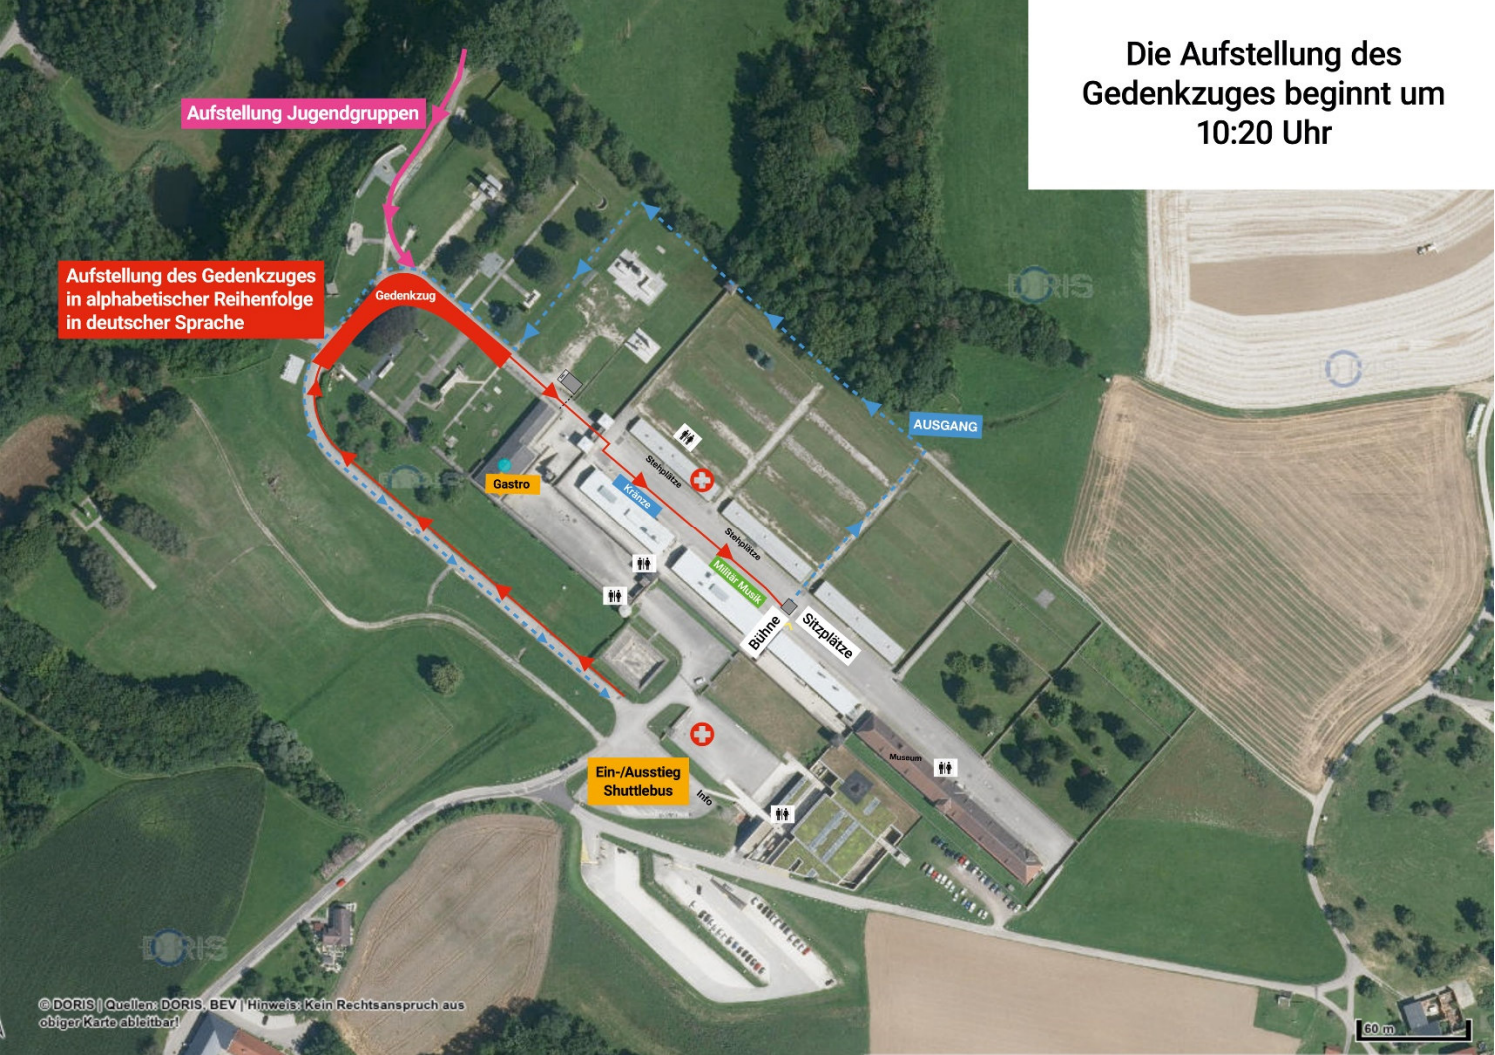 Die Aufstellung des
Gedenkzuges beginnt um
10:20 Uhr
Aufstellung Jugendgruppen
Aufstellung des Gedenkzuges
in alphabetischer Reihenfolge
in deutscher Sprache
Gedenkzug
DORIS
AUSGANG
Gastro
Stehplätze
Kränze
Stehplätze
Militär Musik
Bühne
Sitzplätze
Museum
Ein-/Ausstieg
Shuttlebus
Info
DORIS
© DORIS | Quellen: DORIS, BEV | Hinweis: Kein Rechtsanspruch aus
obiger Karte ableitbar!
60 m